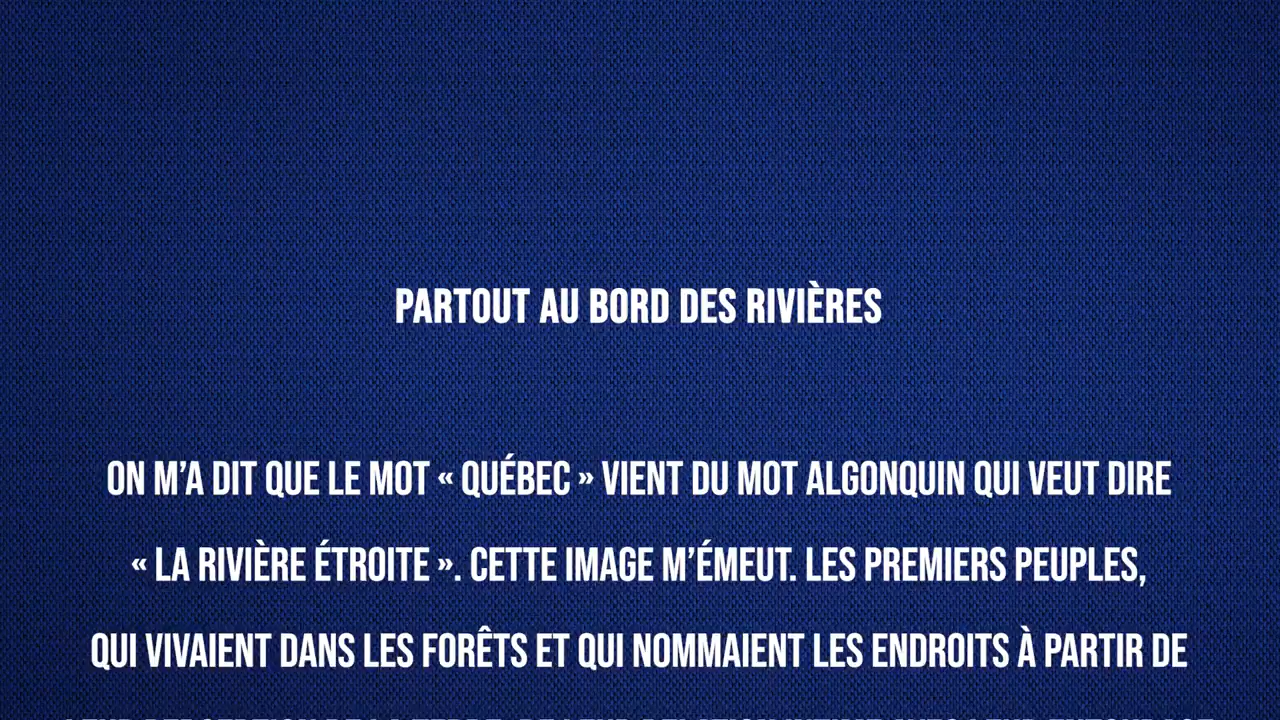 PARTOUT AU BORD DES RIVIÈRES
ON M’A DIT QUE LE MOT « QUÉBEC » VIENT DU MOT ALGONQUIN QUI VEUT DIRE
« LA RIVIÈRE ÉTROITE ». CETTE IMAGE M’ÉMEUT. LES PREMIERS PEUPLES,
QUI VIVAIENT DANS LES FORÊTS ET QUI NOMMAIENT LES ENDROITS À PARTIR DE